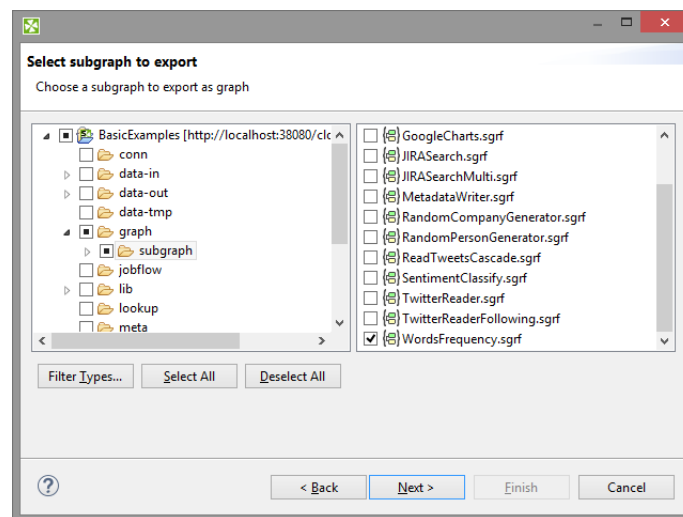 Select subgraph to export
Choose a subgraph to export as graph
BasicExamples [http://localhost:38080/clc
conn
data-in
data-out
data-tmp
graph
subgraph
jobflow
lib
lookup
meta
GoogleCharts.sgrf
JIRASearch.sgrf
JIRASearchMulti.sgrf
MetadataWriter.sgrf
RandomCompanyGenerator.sgrf
RandomPersonGenerator.sgrf
ReadTweetsCascade.sgrf
SentimentClassify.sgrf
TwitterReader.sgrf
TwitterReaderFollowing.sgrf
WordsFrequency.sgrf
Filter Types... Select All Deselect All
? < Back Next > Finish Cancel